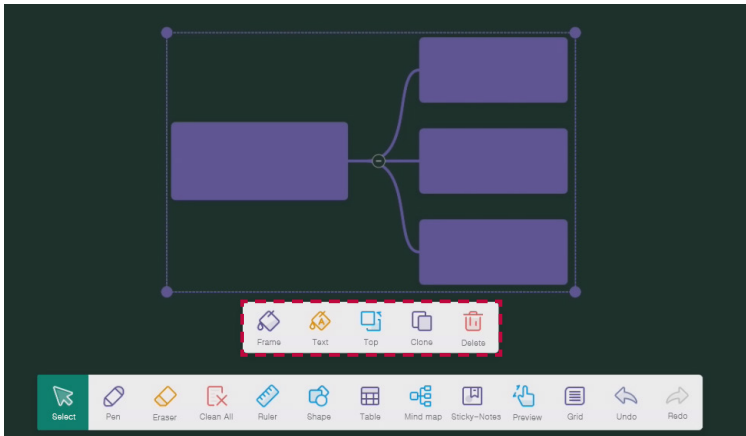 Frame Text Top Clone Delete
Select Pen Eraser Clean All Ruler Shape Table Mind map Sticky-Notes Preview Grid Undo Redo